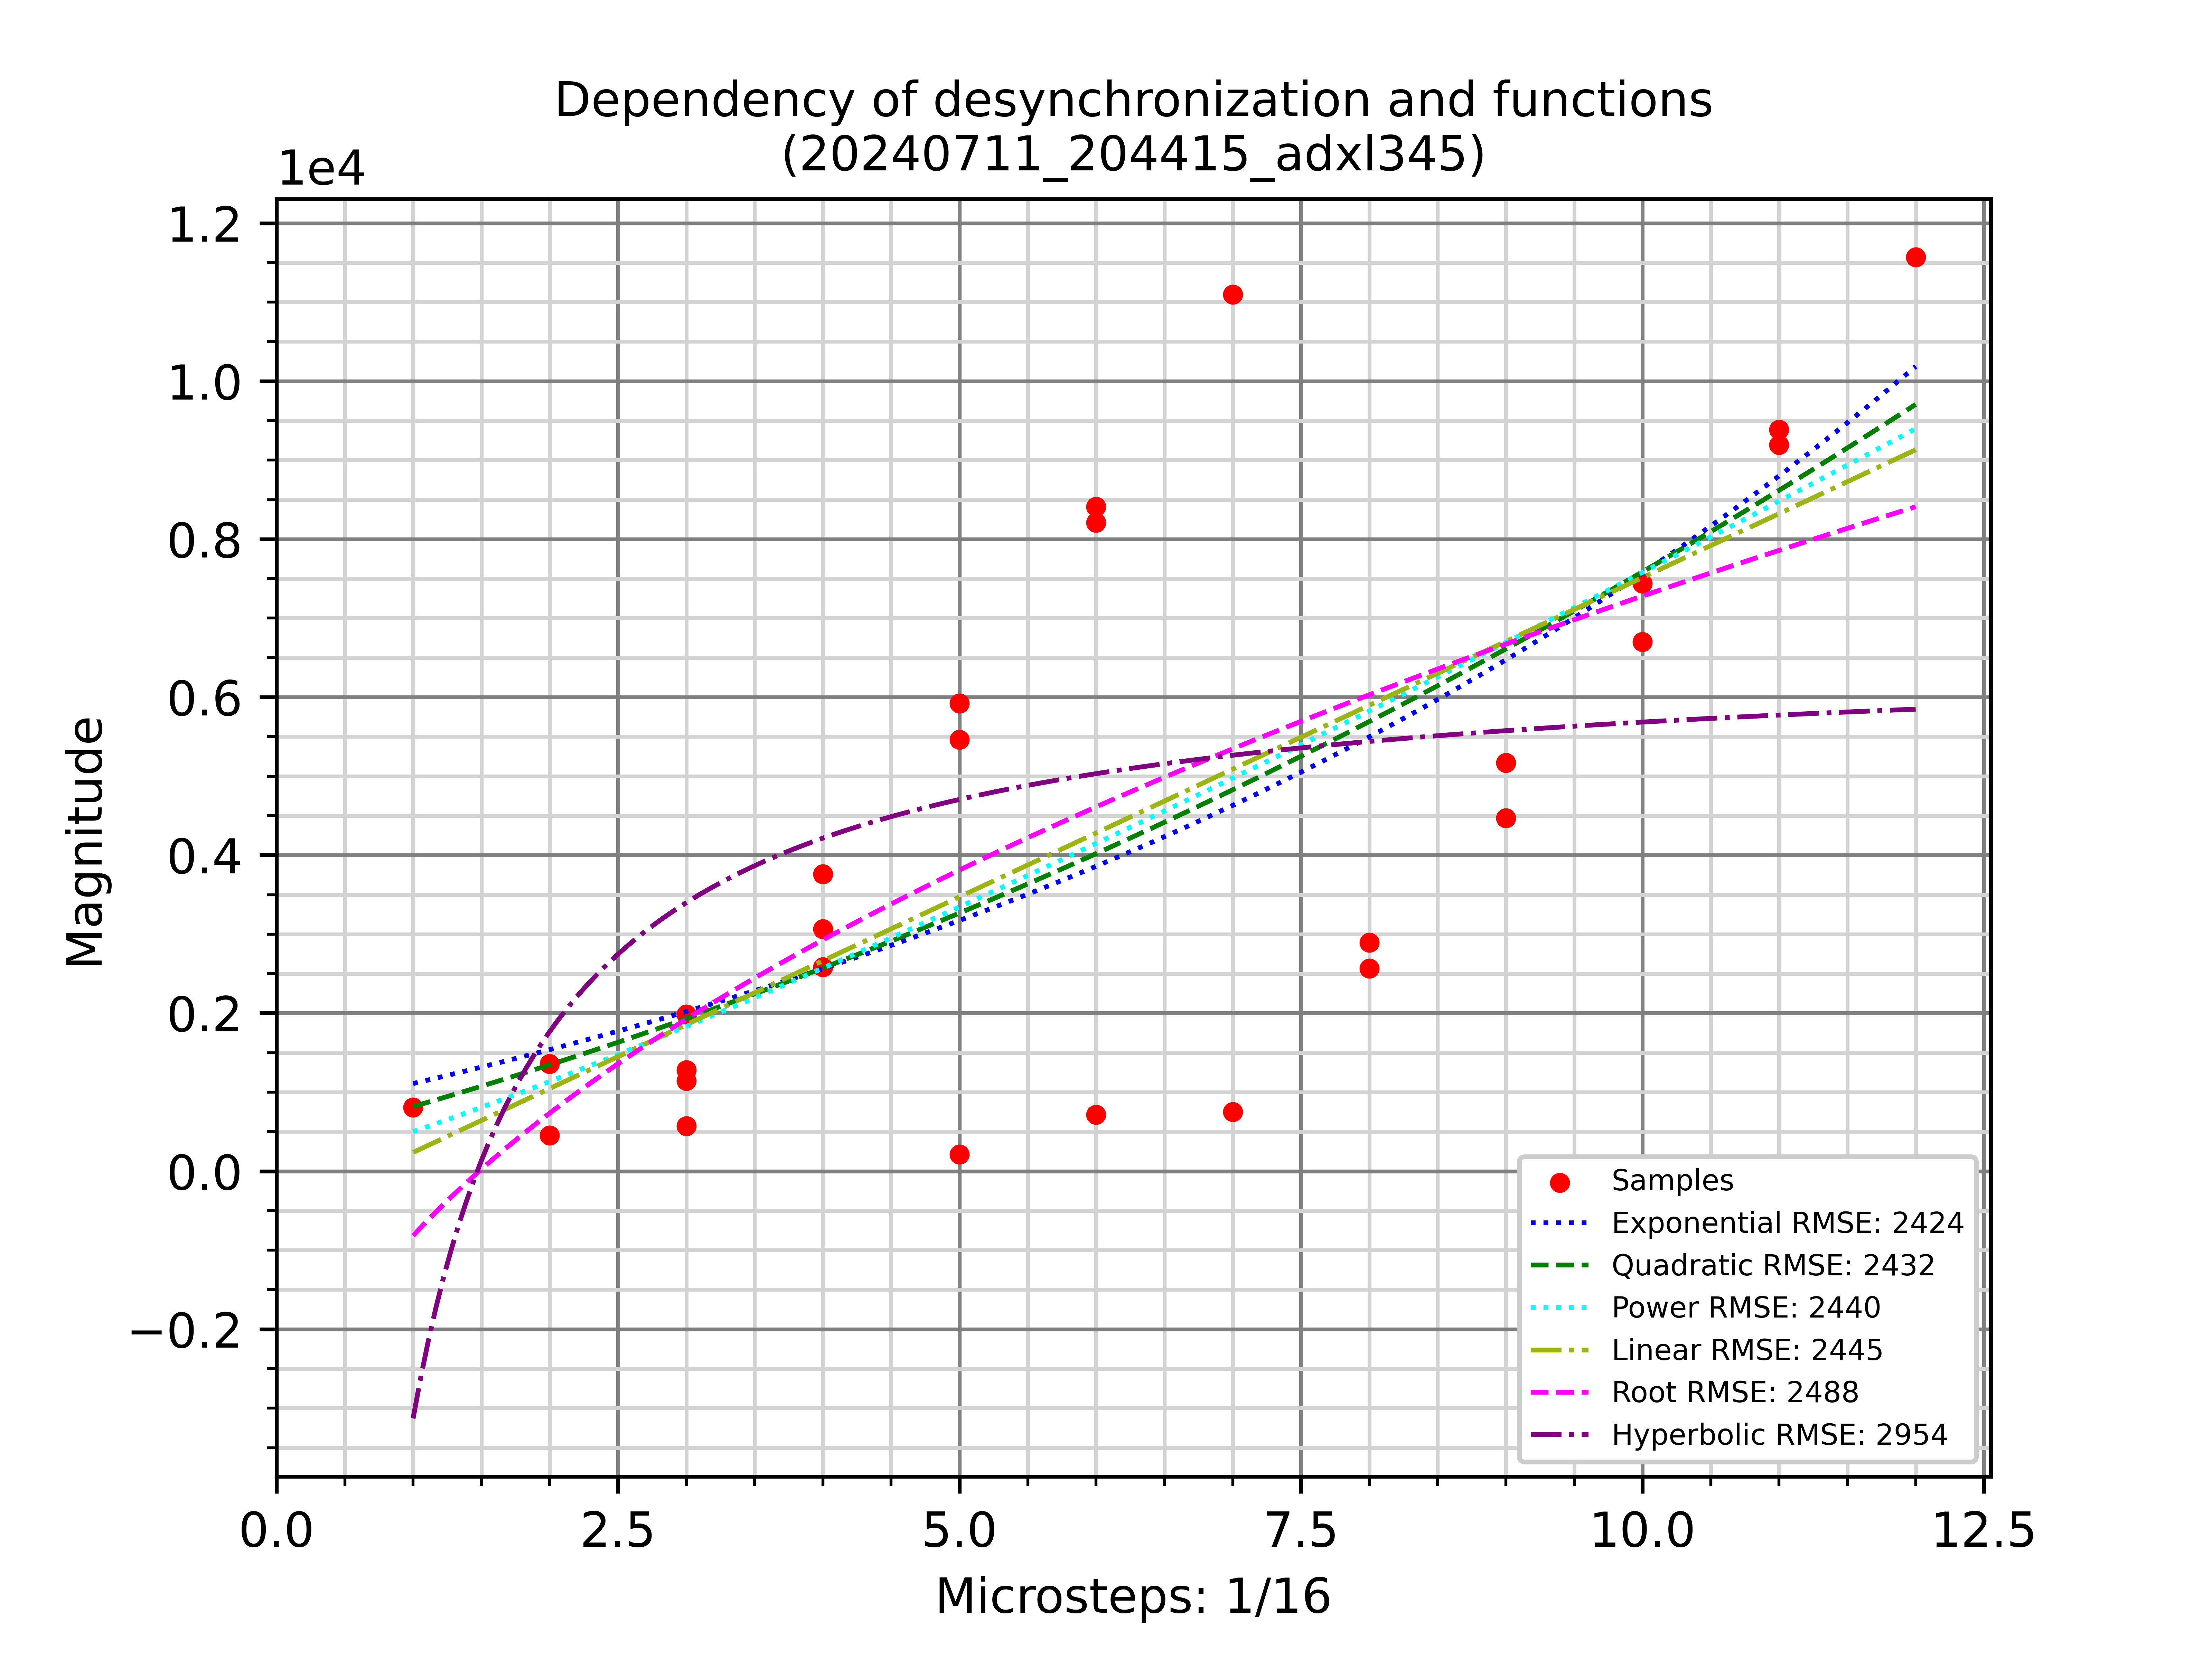 Dependency of desynchronization and functions
(20240711_204415_adxl345)
1e4
1.2
1.0
0.8
0.6
0.4
0.2
0.0
−0.2
Magnitude
Samples
Exponential RMSE: 2424
Quadratic RMSE: 2432
Power RMSE: 2440
Linear RMSE: 2445
Root RMSE: 2488
Hyperbolic RMSE: 2954
0.0 2.5 5.0 7.5 10.0 12.5
Microsteps: 1/16